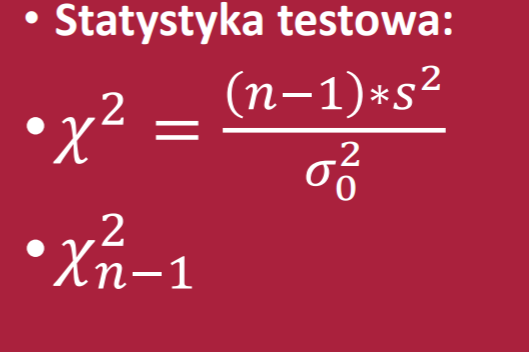 • Statystyka testowa:
• χ² = (n−1)*s² / σ₀²
• χ²ₙ₋₁